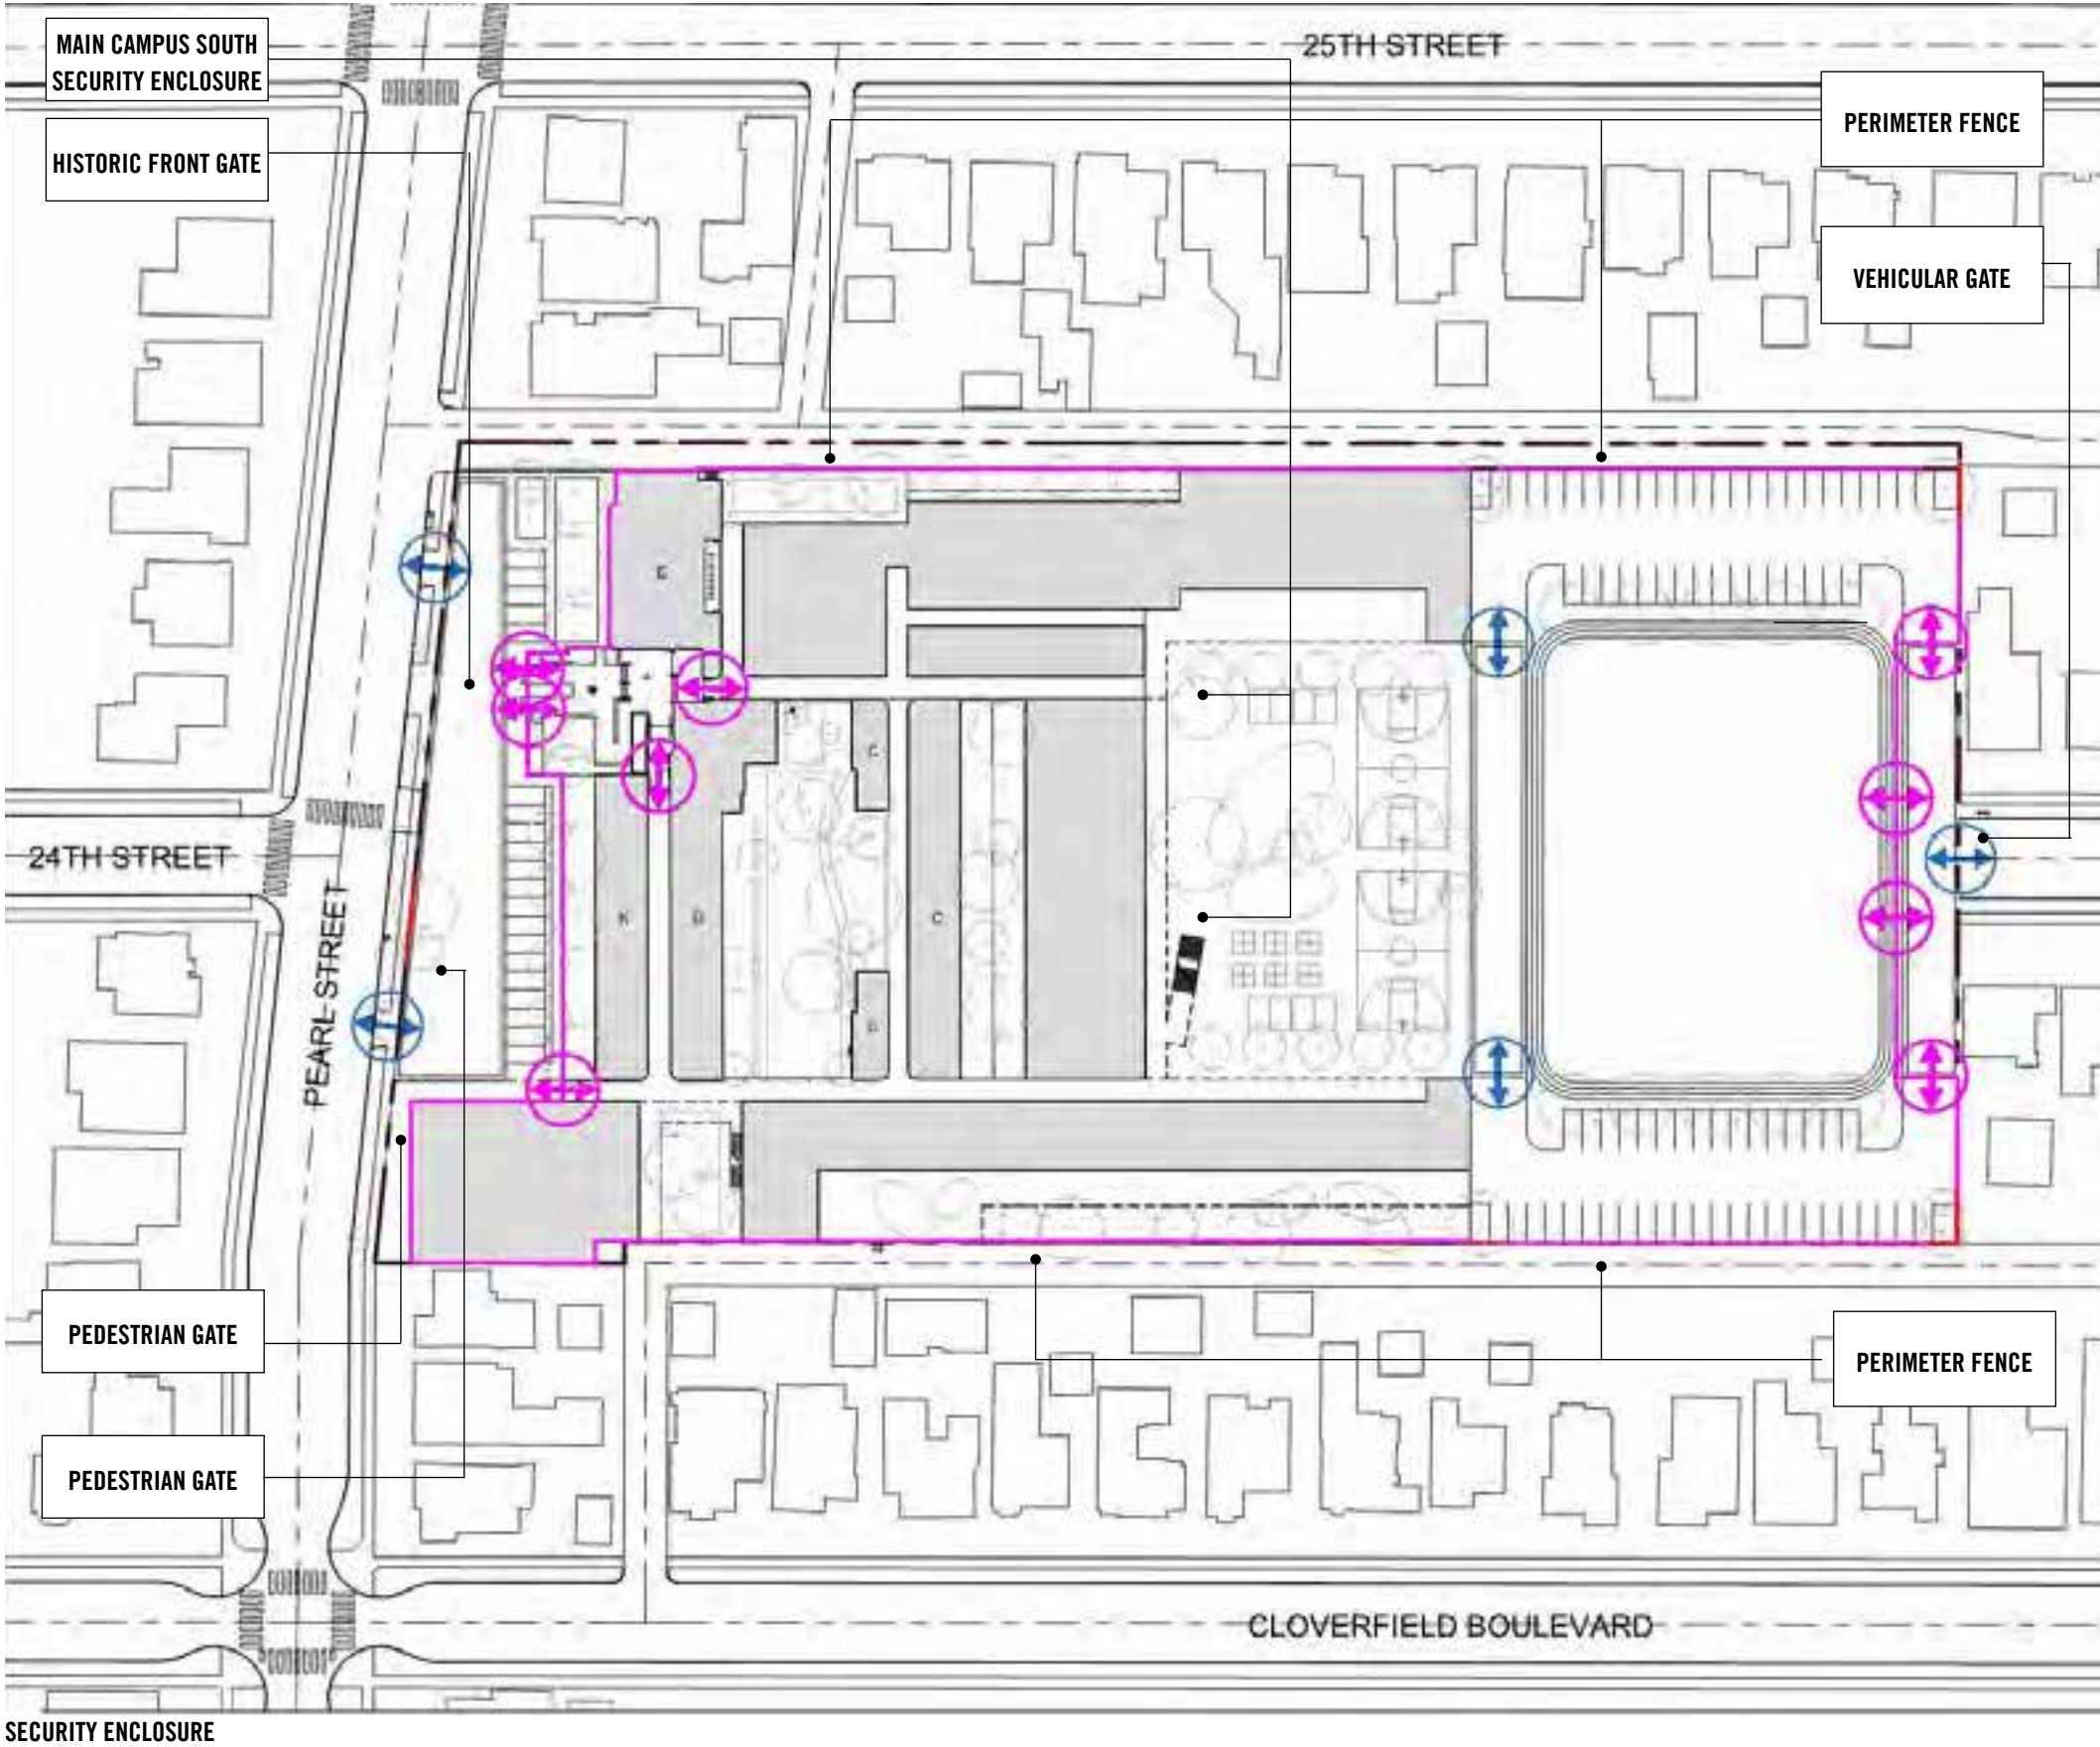 MAIN CAMPUS SOUTH
SECURITY ENCLOSURE
25TH STREET
PERIMETER FENCE
HISTORIC FRONT GATE
VEHICULAR GATE
E
24TH STREET
PEARL STREET
K
D
C
PEDESTRIAN GATE
PERIMETER FENCE
PEDESTRIAN GATE
CLOVERFIELD BOULEVARD
SECURITY ENCLOSURE